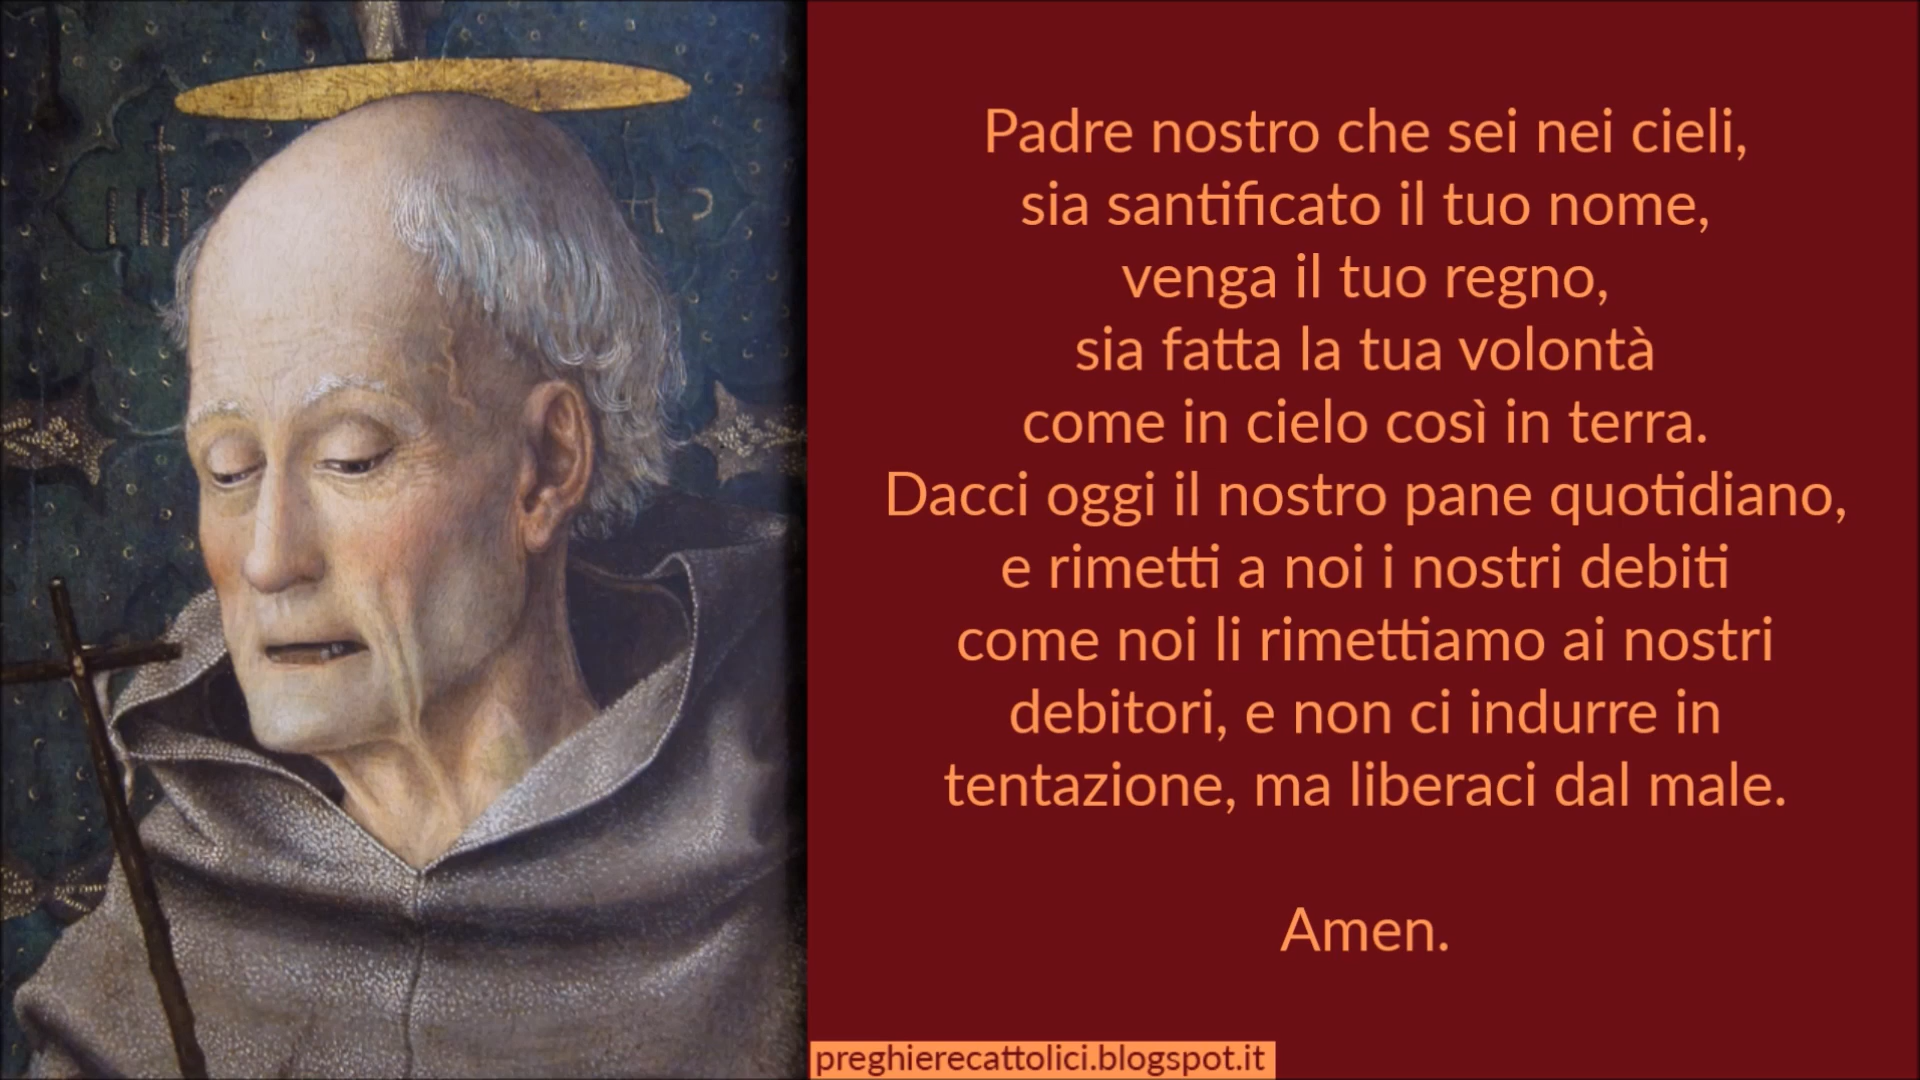 Padre nostro che sei nei cieli,
sia santificato il tuo nome,
venga il tuo regno,
sia fatta la tua volontà
come in cielo così in terra.
Dacci oggi il nostro pane quotidiano,
e rimetti a noi i nostri debiti
come noi li rimettiamo ai nostri
debitori, e non ci indurre in
tentazione, ma liberaci dal male.
Amen.
preghierecattolici.blogspot.it